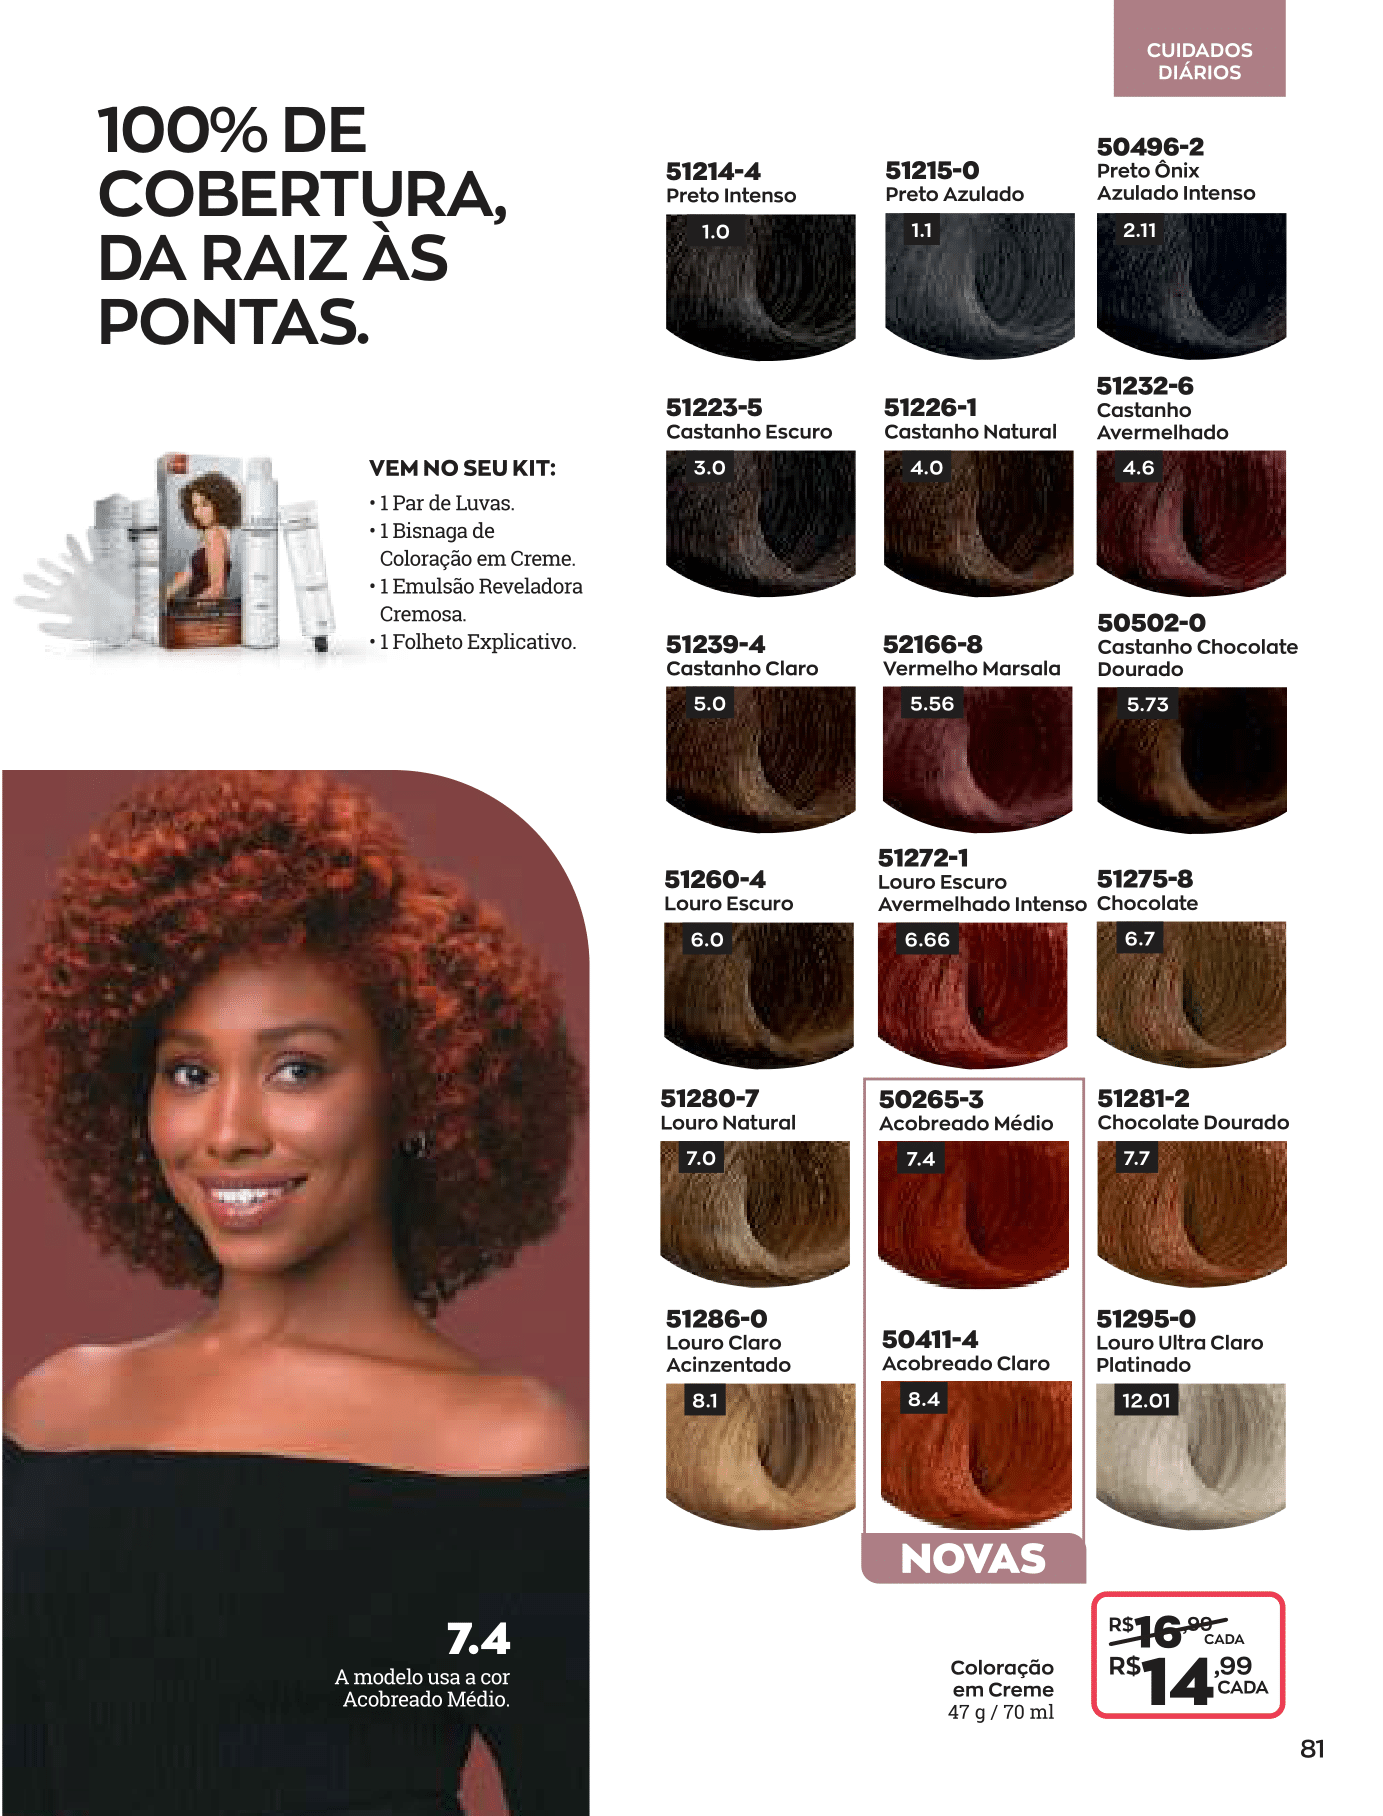 CUIDADOS
DIÁRIOS
100% DE
COBERTURA,
DA RAIZ ÀS
PONTAS.
VEM NO SEU KIT:
• 1 Par de Luvas.
• 1 Bisnaga de
Coloração em Creme.
• 1 Emulsão Reveladora
Cremosa.
• 1 Folheto Explicativo.
51214-4
Preto Intenso
1.0
51215-0
Preto Azulado
1.1
50496-2
Preto Ônix
Azulado Intenso
2.11
51223-5
Castanho Escuro
3.0
51226-1
Castanho Natural
4.0
51232-6
Castanho
Avermelhado
4.6
51239-4
Castanho Claro
5.0
52166-8
Vermelho Marsala
5.56
50502-0
Castanho Chocolate
Dourado
5.73
51260-4
Louro Escuro
6.0
51272-1
Louro Escuro
Avermelhado Intenso
6.66
51275-8
Chocolate
6.7
51280-7
Louro Natural
7.0
50265-3
Acobreado Médio
7.4
51281-2
Chocolate Dourado
7.7
51286-0
Louro Claro
Acinzentado
8.1
50411-4
Acobreado Claro
8.4
51295-0
Louro Ultra Claro
Platinado
12.01
NOVAS
7.4
A modelo usa a cor
Acobreado Médio.
Coloração
em Creme
47 g / 70 ml
R$16,99 CADA
R$14,99 CADA
81